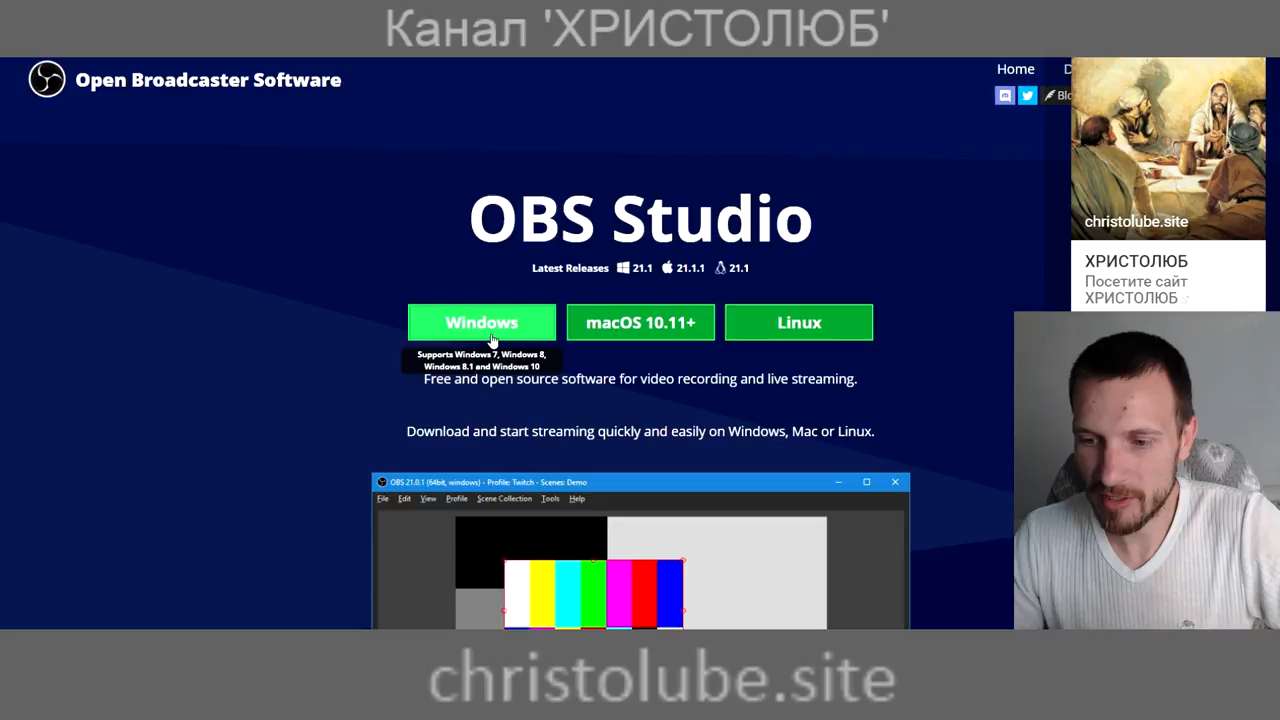 Канал 'ХРИСТОЛЮБ'
Open Broadcaster Software
Home
christolube.site
ХРИСТОЛЮБ
Посетите сайт
ХРИСТОЛЮБ
OBS Studio
Latest Releases 21.1 21.1.1 21.1
Windows macOS 10.11+ Linux
Supports Windows 7, Windows 8,
Windows 8.1 and Windows 10
Free and open source software for video recording and live streaming.
Download and start streaming quickly and easily on Windows, Mac or Linux.
OBS 21.0.1 (64bit, windows) - Profile: Twitch - Scenes: Demo
File Edit View Profile Scene Collection Tools Help
christolube.site